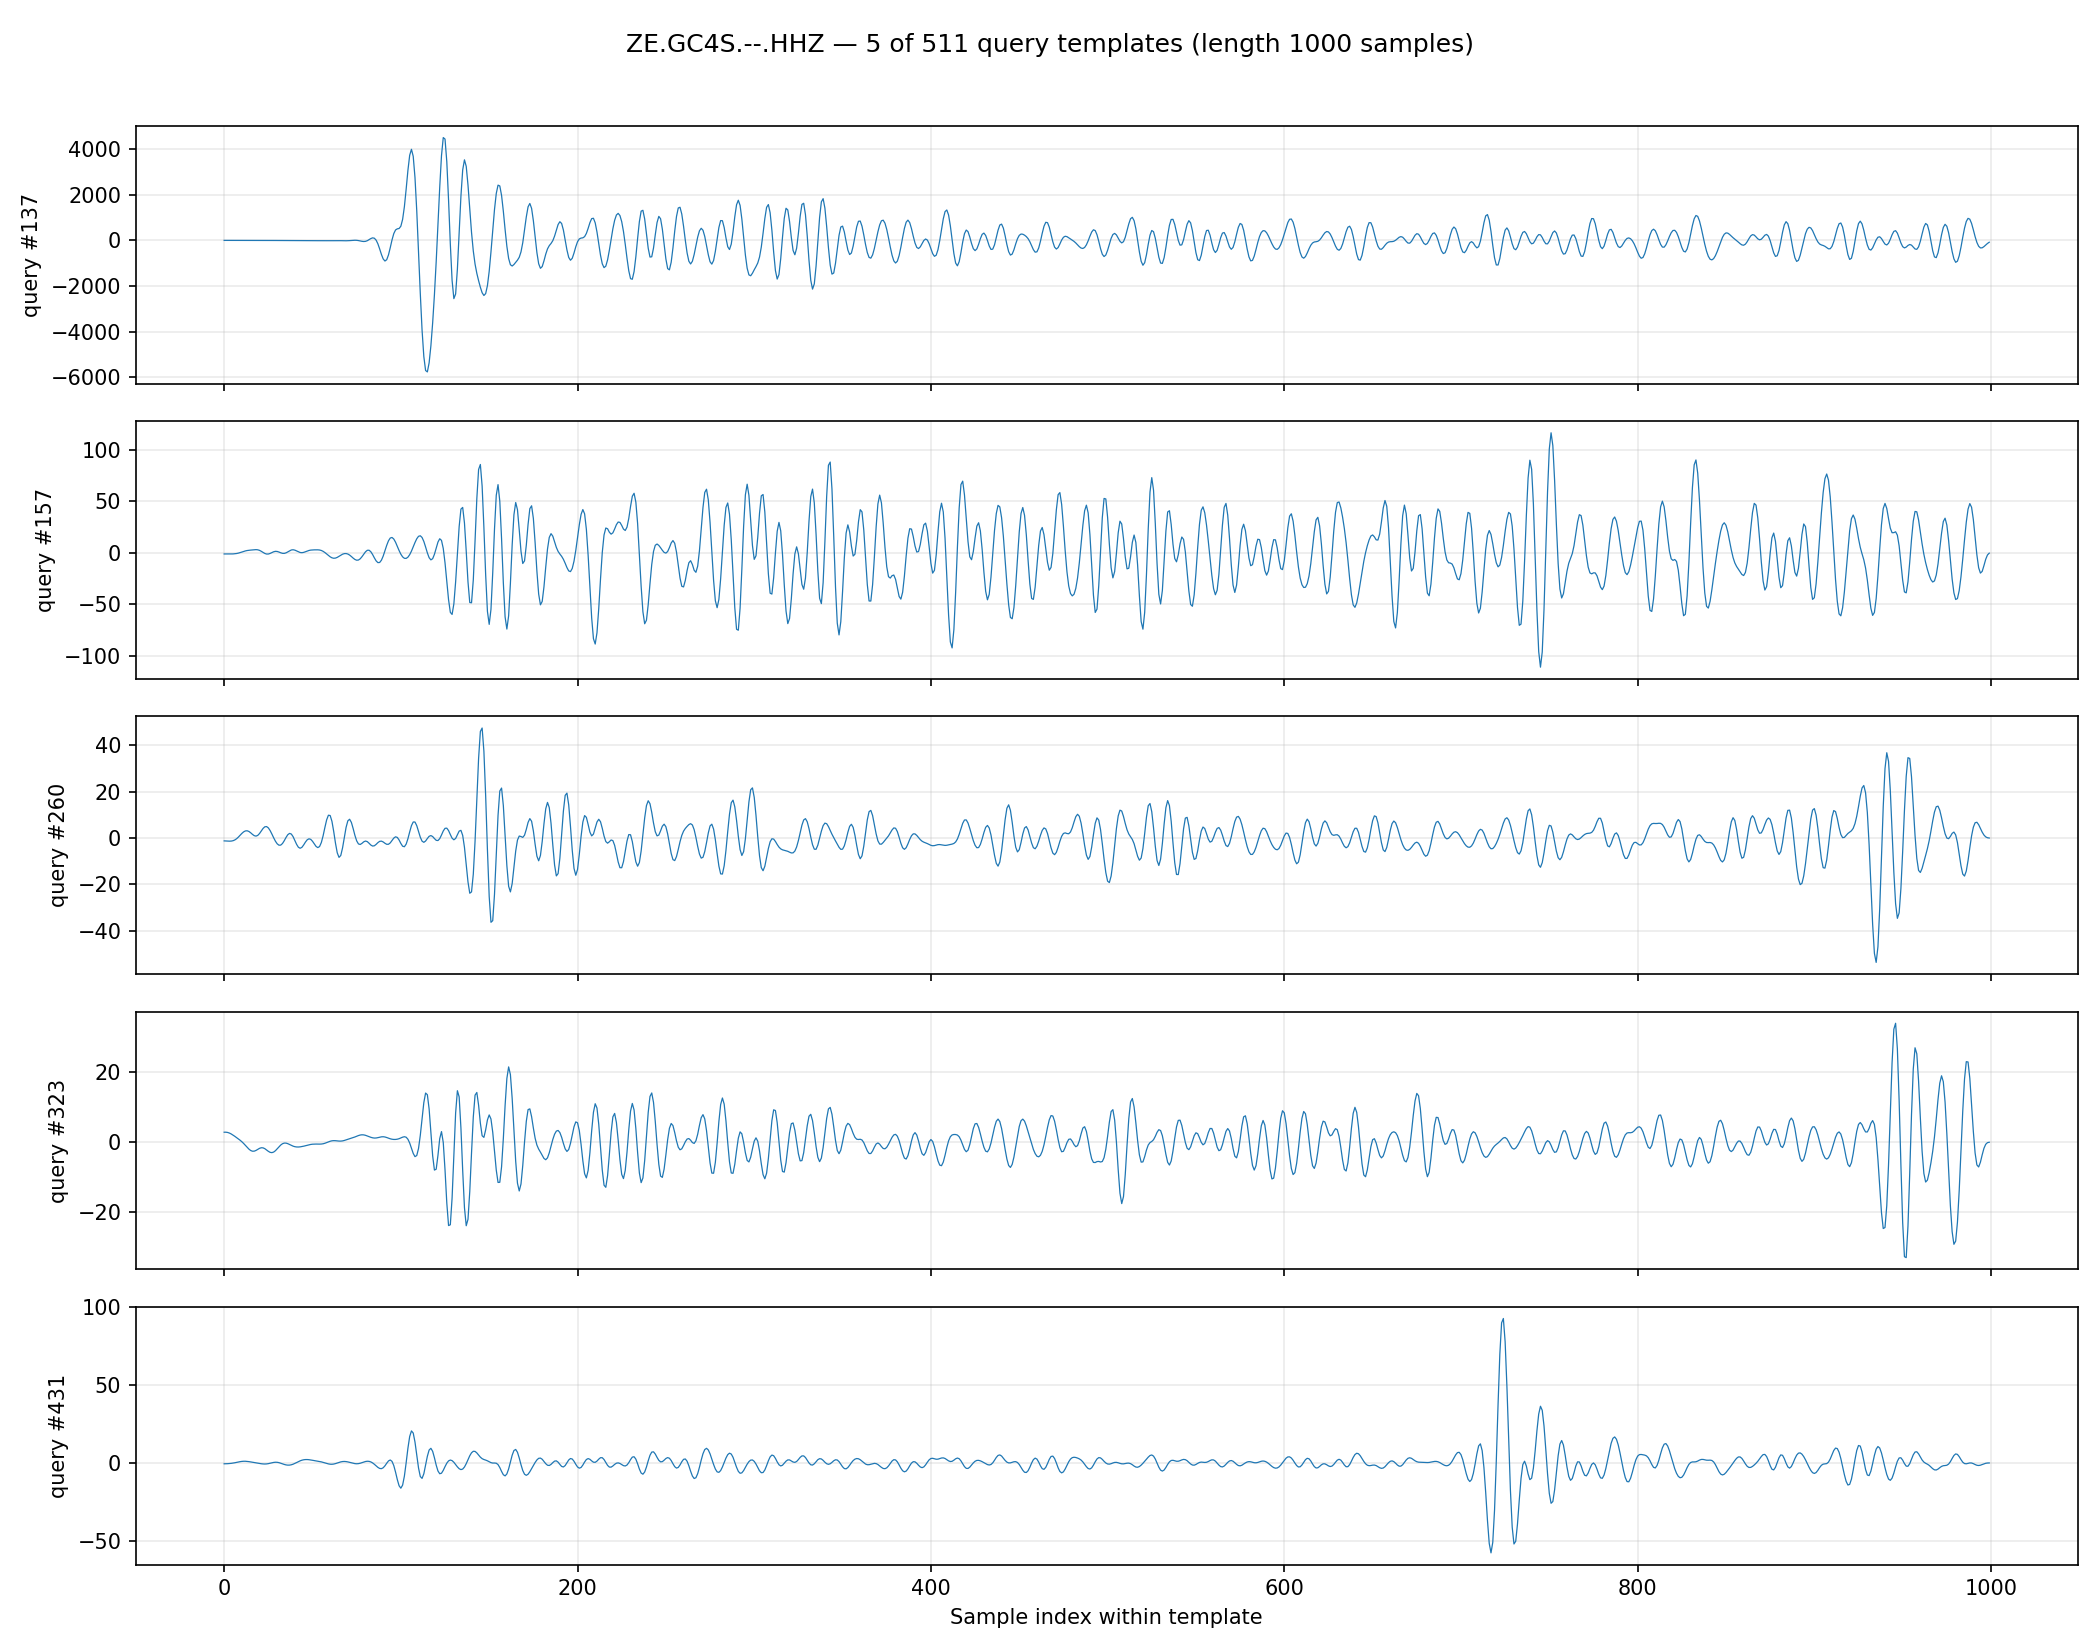 ZE.GC4S.--.HHZ — 5 of 511 query templates (length 1000 samples)
4000
2000
0
−2000
−4000
−6000
query #137
100
50
0
−50
−100
query #157
40
20
0
−20
−40
query #260
20
0
−20
query #323
100
50
0
−50
query #431
0 200 400 600 800 1000
Sample index within template